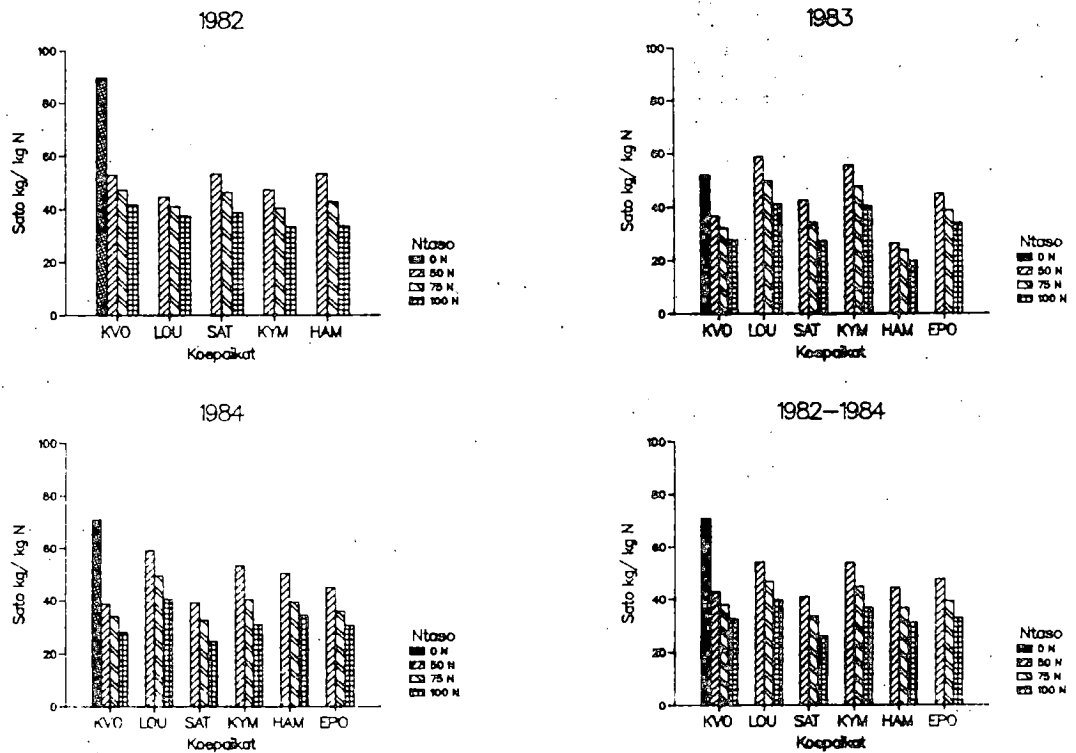 1982
100
80
60
40
20
0
Sato kg/ kg N
KVO LOU SAT KYM HAM
Koepaikat
Ntaso
0 N
50 N
75 N
100 N
1983
100
80
60
40
20
0
Sato kg/ kg N
KVO LOU SAT KYM HAM EPO
Koepaikat
Ntaso
0 N
50 N
75 N
100 N
1984
100
80
60
40
20
0
Sato kg/ kg N
KVO LOU SAT KYM HAM EPO
Koepaikat
Ntaso
0 N
50 N
75 N
100 N
1982-1984
100
80
60
40
20
0
Sato kg/ kg N
KVO LOU SAT KYM HAM EPO
Koepaikat
Ntaso
0 N
50 N
75 N
100 N